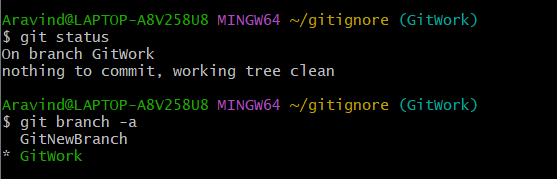 Aravind@LAPTOP-A8V258U8 MINGW64 ~/gitignore (GitWork)
$ git status
On branch GitWork
nothing to commit, working tree clean
Aravind@LAPTOP-A8V258U8 MINGW64 ~/gitignore (GitWork)
$ git branch -a
  GitNewBranch
* GitWork